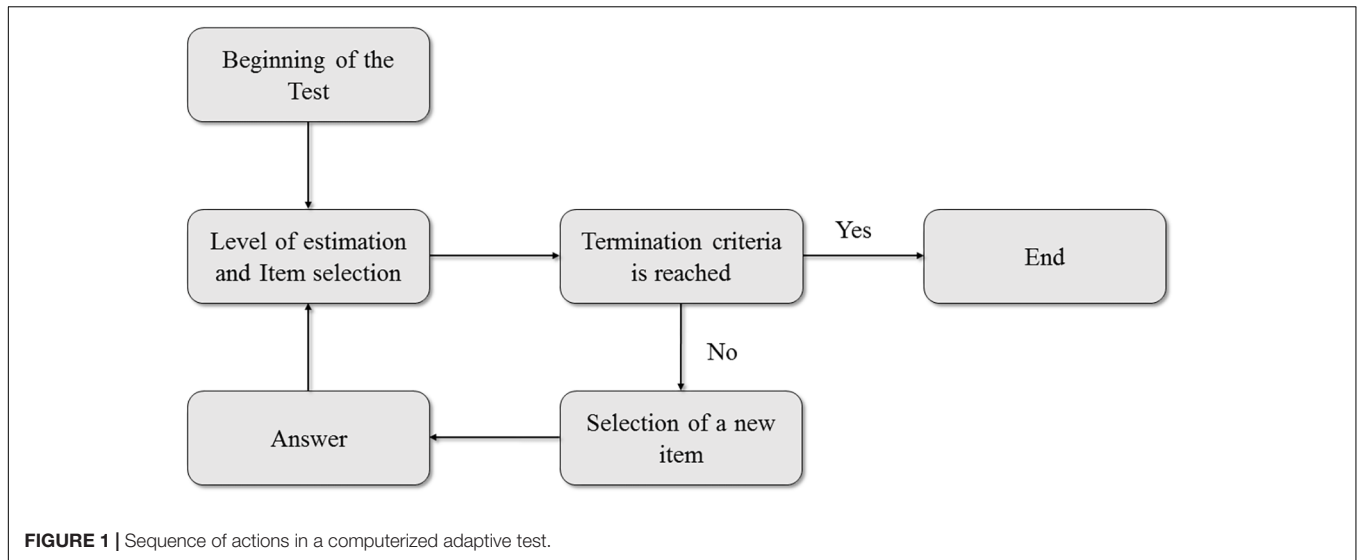 Beginning of the
Test
Level of estimation
and Item selection
Termination criteria
is reached
Yes
End
No
Selection of a new
item
Answer
FIGURE 1 | Sequence of actions in a computerized adaptive test.